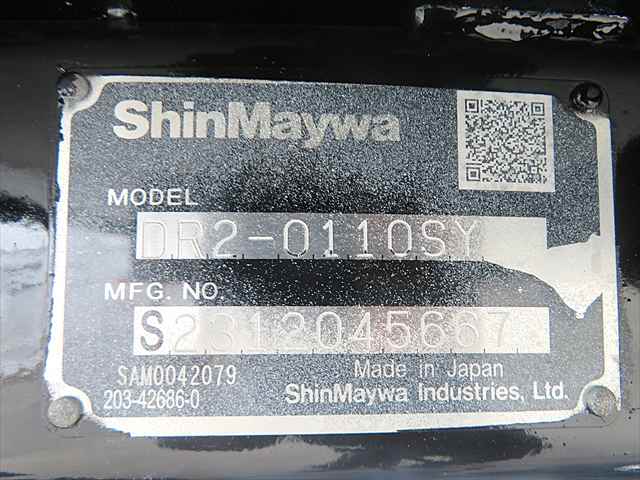 ShinMaywa
MODEL
DR2-0110SY
MFG. NO
S2312045667
SAM0042079
203-42686-0
Made in Japan
ShinMaywa Industries, Ltd.